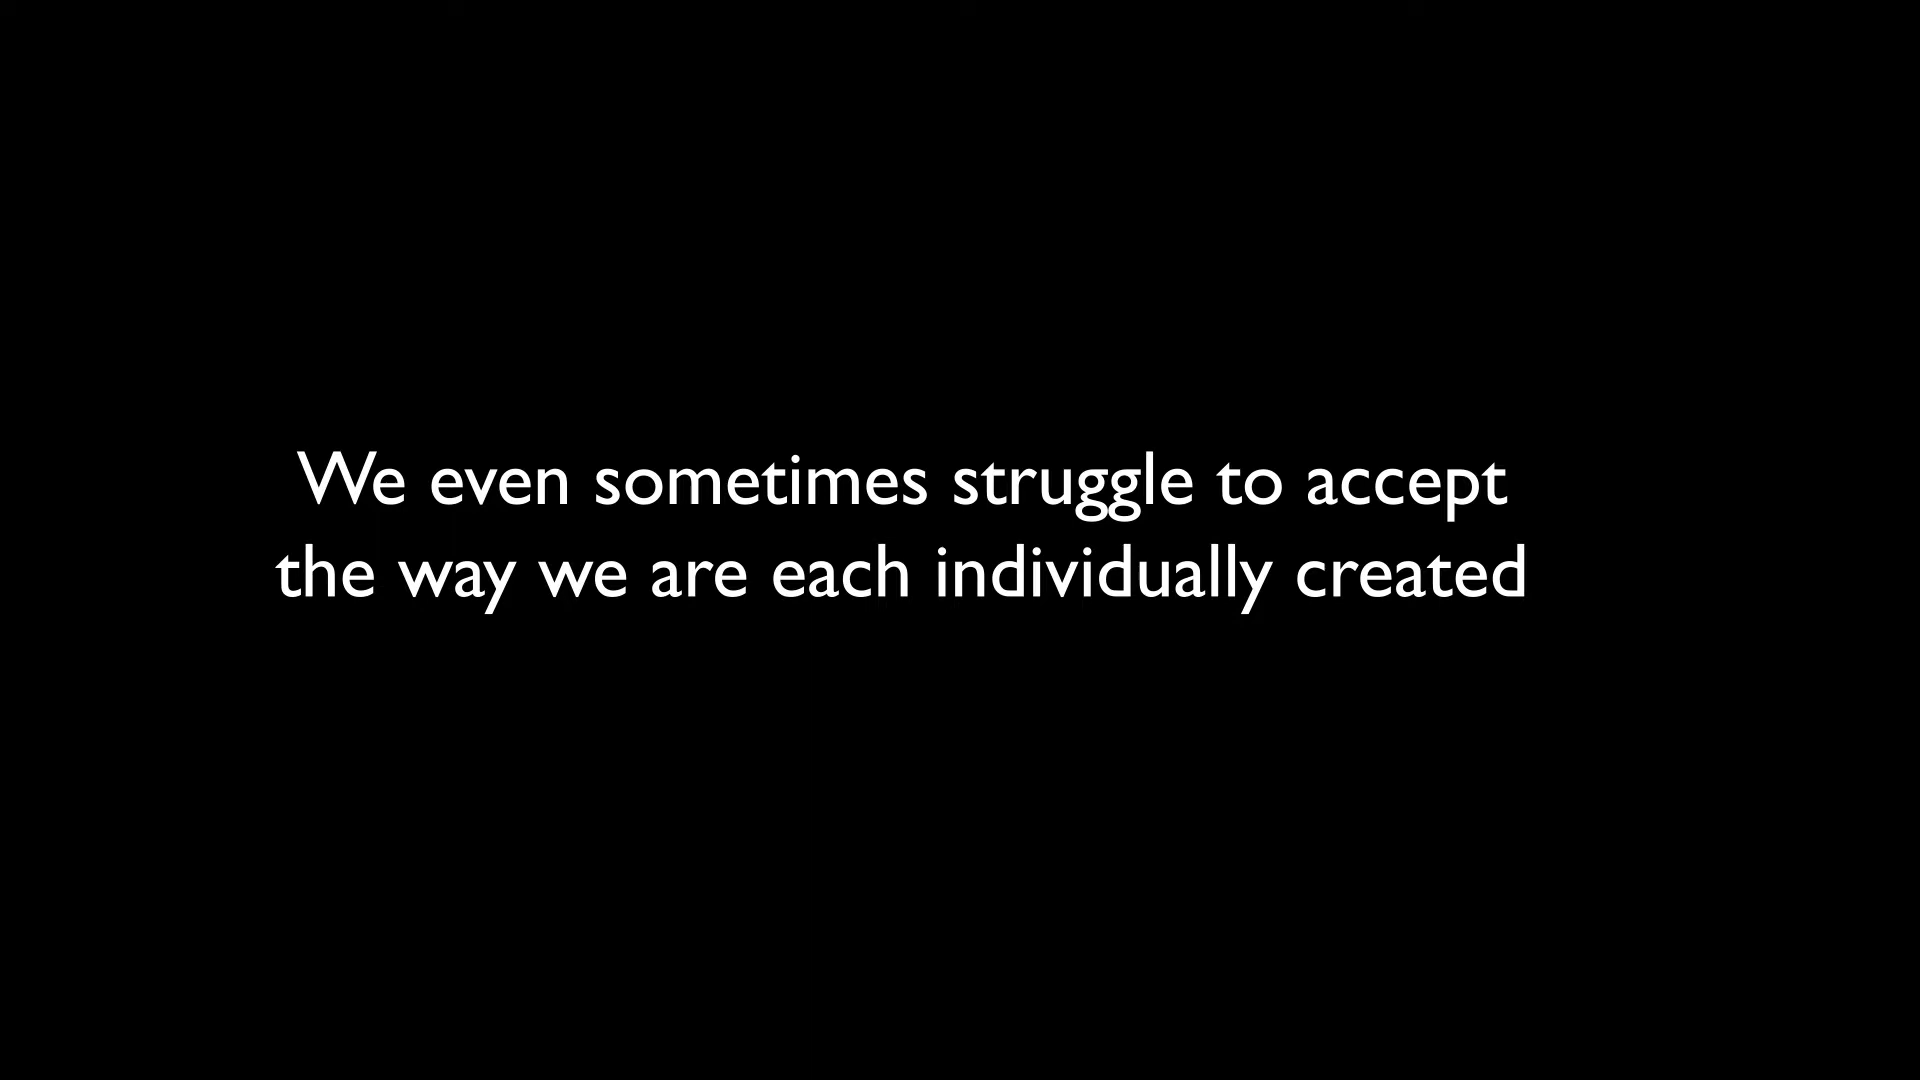 We even sometimes struggle to accept
the way we are each individually created